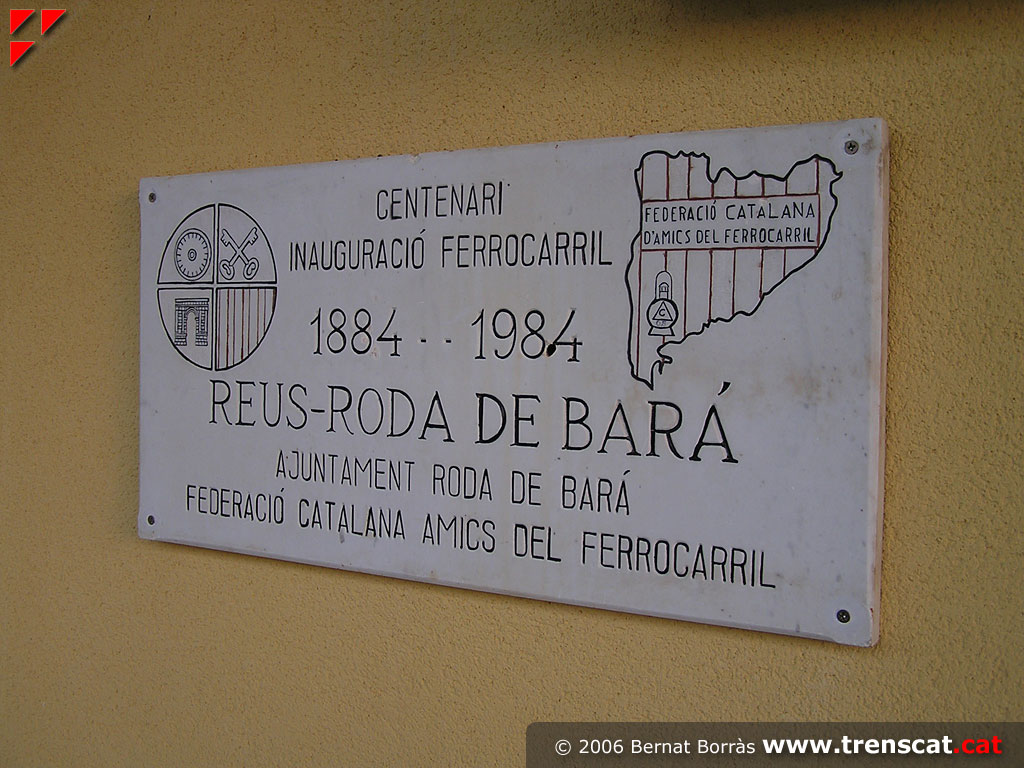 CENTENARI
INAUGURACIÓ FERROCARRIL
1884 -- 1984
REUS-RODA DE BARÁ
AJUNTAMENT RODA DE BARÁ
FEDERACIÓ CATALANA AMICS DEL FERROCARRIL
FEDERACIÓ CATALANA
D'AMICS DEL FERROCARRIL
C
© 2006 Bernat Borràs www.trenscat.cat